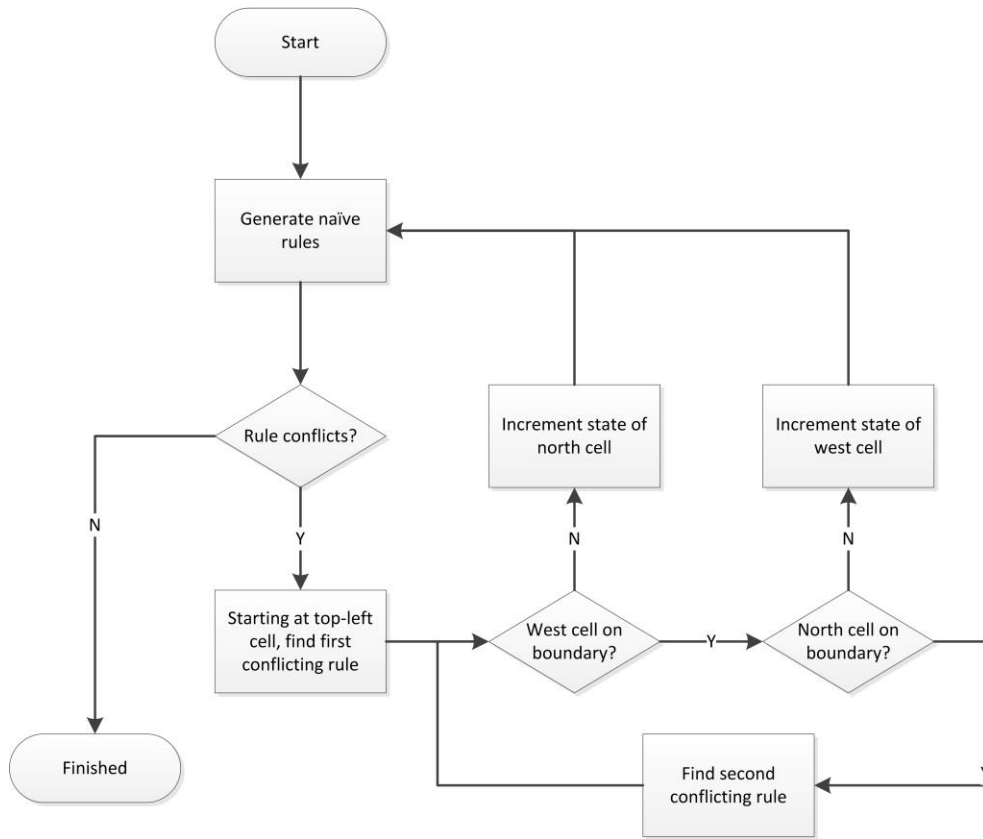 Start
Generate naïve
rules
Rule conflicts?
N
Y
Increment state of
north cell
Increment state of
west cell
N
N
Starting at top-left
cell, find first
conflicting rule
West cell on
boundary?
Y
North cell on
boundary?
Finished
Find second
conflicting rule
Y